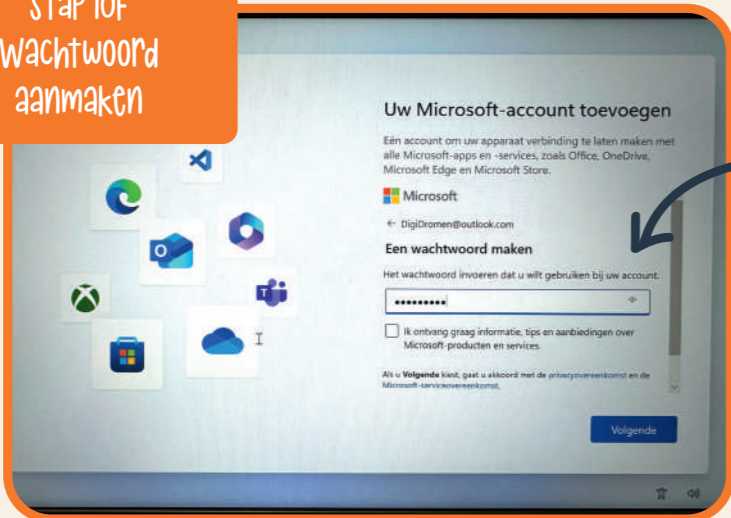 Stap 10F
Wachtwoord
aanmaken
Uw Microsoft-account toevoegen
Eén account om uw apparaat verbinding te laten maken met
alle Microsoft-apps en -services, zoals Office, OneDrive,
Microsoft Edge en Microsoft Store.
Microsoft
← DigiDromen@outlook.com
Een wachtwoord maken
Het wachtwoord invoeren dat u wilt gebruiken bij uw account.
•••••••••
Ik ontvang graag informatie, tips en aanbiedingen over
Microsoft-producten en services.
Als u Volgende kiest, gaat u akkoord met de privacyovereenkomst en de
Microsoft-serviceovereenkomst.
Volgende